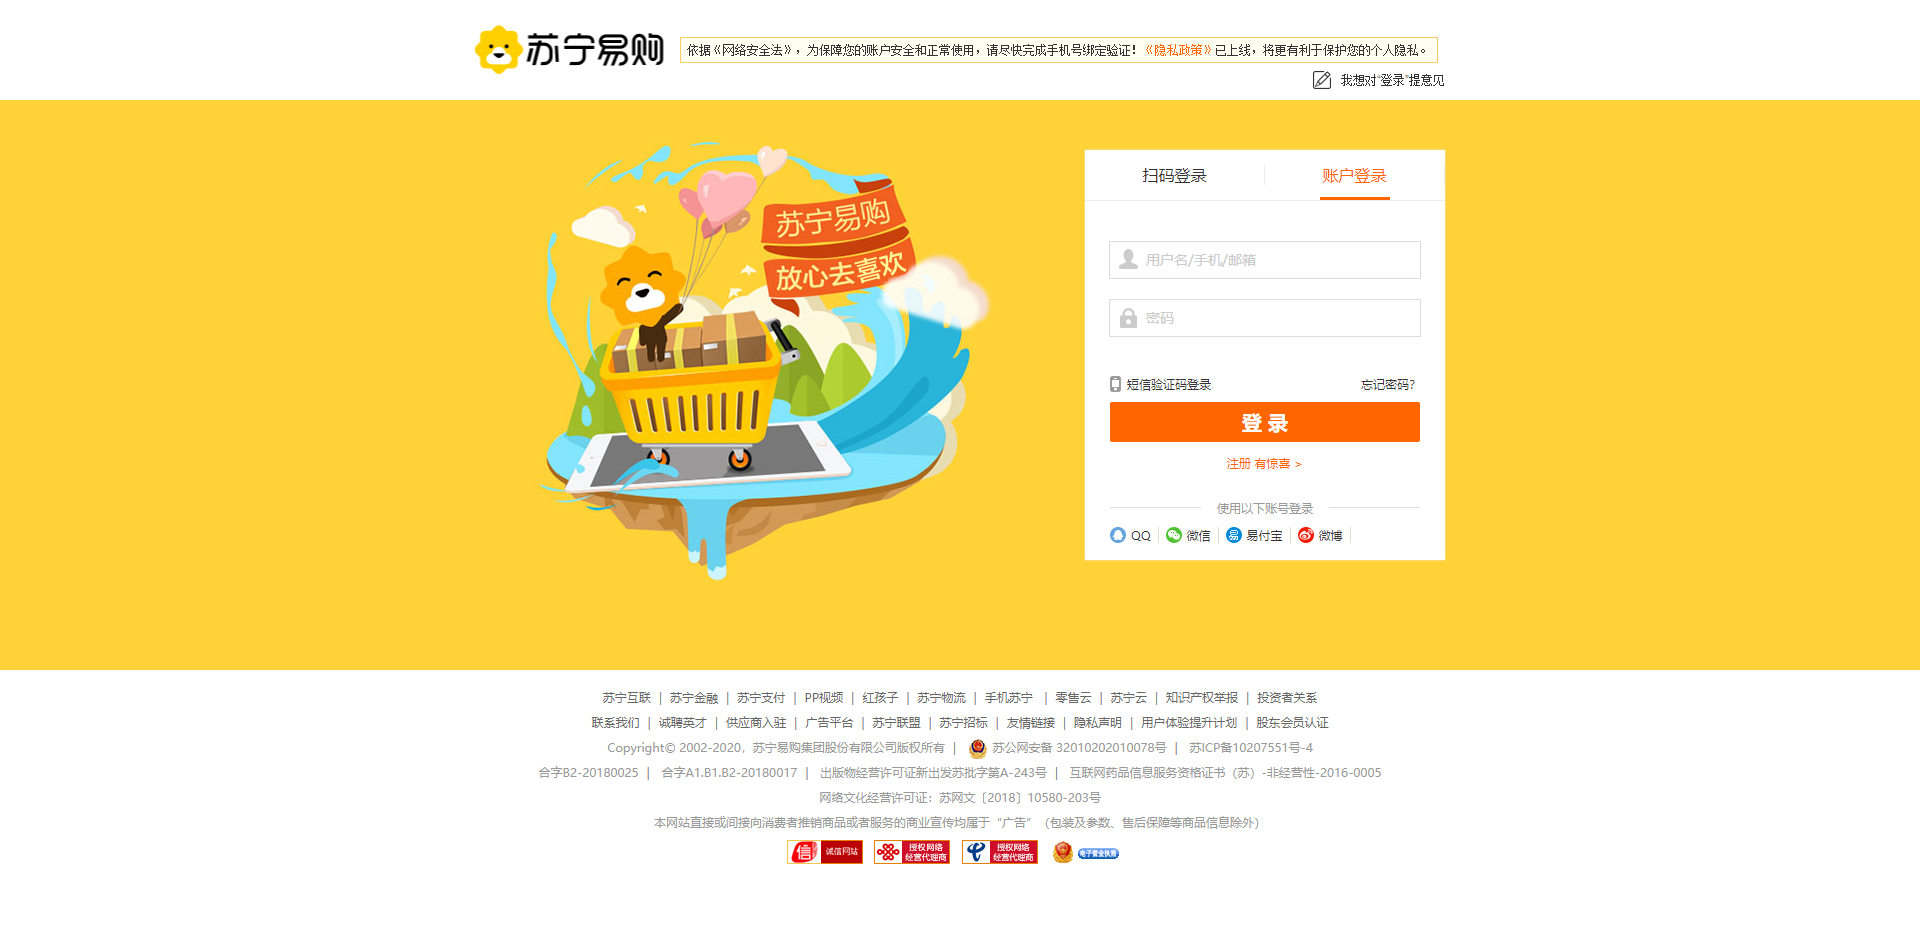 苏宁易购
依据《网络安全法》，为保障您的账户安全和正常使用，请尽快完成手机号绑定验证！《隐私政策》已上线，将更有利于保护您的个人隐私。
我想对“登录”提意见
苏宁易购
放心去喜欢
扫码登录 账户登录
用户名/手机/邮箱
密码
短信验证码登录 忘记密码?
登 录
注册 有惊喜 >
使用以下账号登录
QQ 微信 易付宝 微博
苏宁互联 | 苏宁金融 | 苏宁支付 | PP视频 | 红孩子 | 苏宁物流 | 手机苏宁 | 零售云 | 苏宁云 | 知识产权举报 | 投资者关系
联系我们 | 诚聘英才 | 供应商入驻 | 广告平台 | 苏宁联盟 | 苏宁招标 | 友情链接 | 隐私声明 | 用户体验提升计划 | 股东会员认证
Copyright© 2002-2020，苏宁易购集团股份有限公司版权所有 | 苏公网安备 32010202010078号 | 苏ICP备10207551号-4
合字B2-20180025 | 合字A1.B1.B2-20180017 | 出版物经营许可证新出发苏批字第A-243号 | 互联网药品信息服务资格证书（苏）-非经营性-2016-0005
网络文化经营许可证：苏网文〔2018〕10580-203号
本网站直接或间接向消费者推销商品或者服务的商业宣传均属于“广告”（包装及参数、售后保障等商品信息除外）
信 诚信网站 授权网络 经营代理商 授权网络 经营代理商 电子营业执照